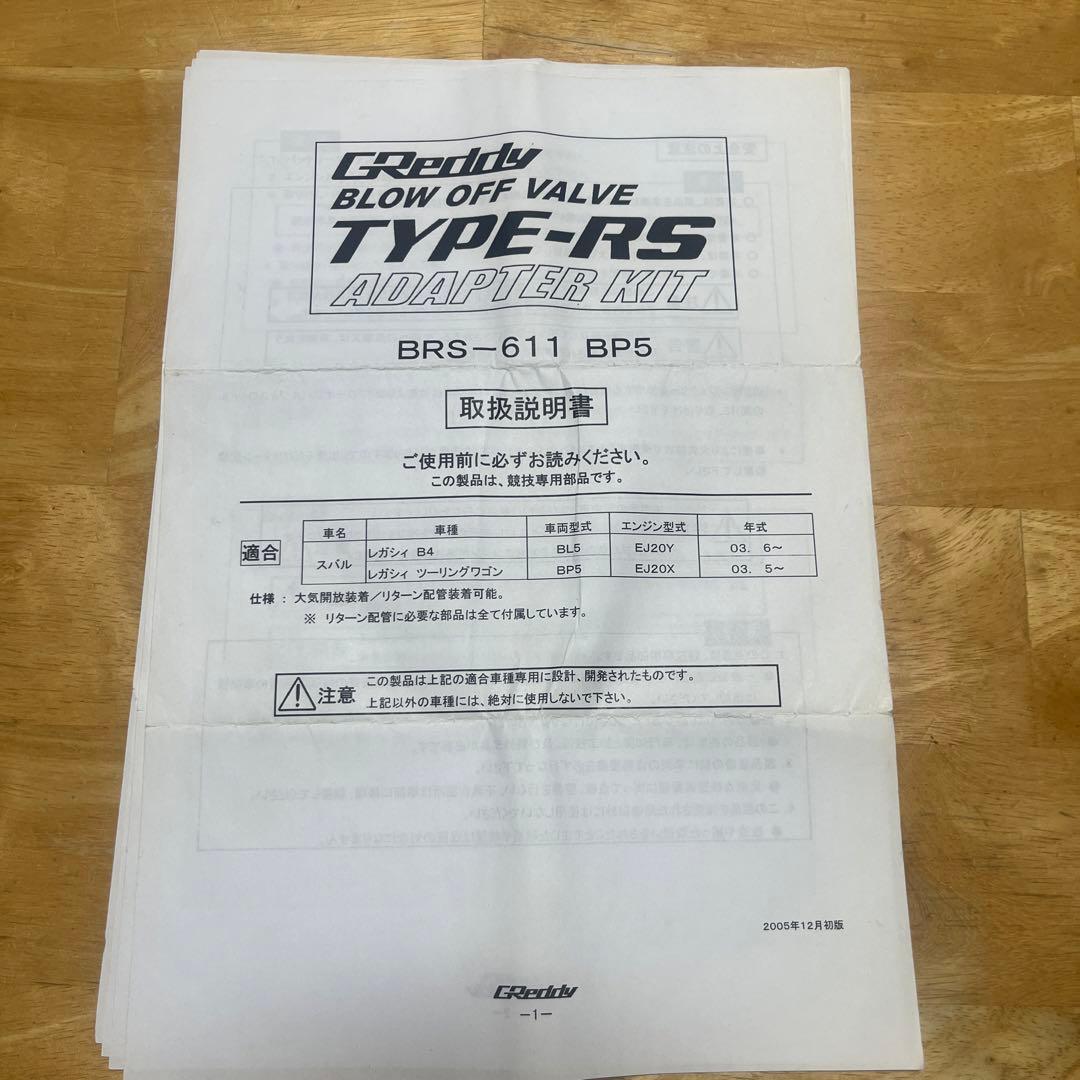 GReddy
BLOW OFF VALVE
TYPE-RS
ADAPTER KIT
BRS-611 BP5
取扱説明書
ご使用前に必ずお読みください。
この製品は、競技専用部品です。
適合
車名 車種 車両型式 エンジン型式 年式
スバル レガシィ B4 BL5 EJ20Y 03. 6～
レガシィ ツーリングワゴン BP5 EJ20X 03. 5～
仕様 : 大気開放装着/リターン配管装着可能。
※ リターン配管に必要な部品は全て付属しています。
注意 この製品は上記の適合車種専用に設計、開発されたものです。
上記以外の車種には、絶対に使用しないで下さい。
2005年12月初版
GReddy
-1-